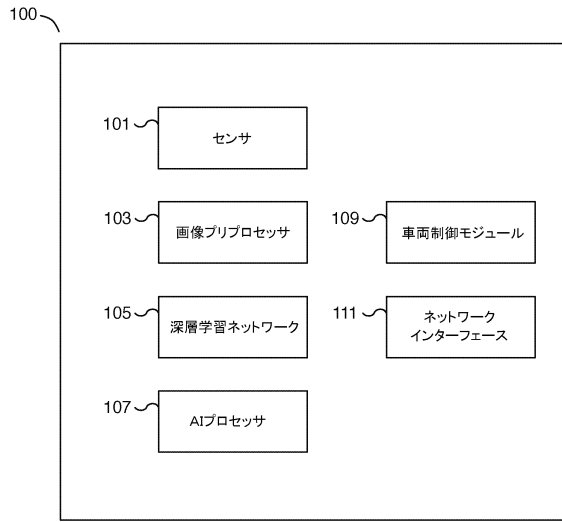 100
101
センサ
103
画像プリプロセッサ
109
車両制御モジュール
105
深層学習ネットワーク
111
ネットワーク
インターフェース
107
AIプロセッサ